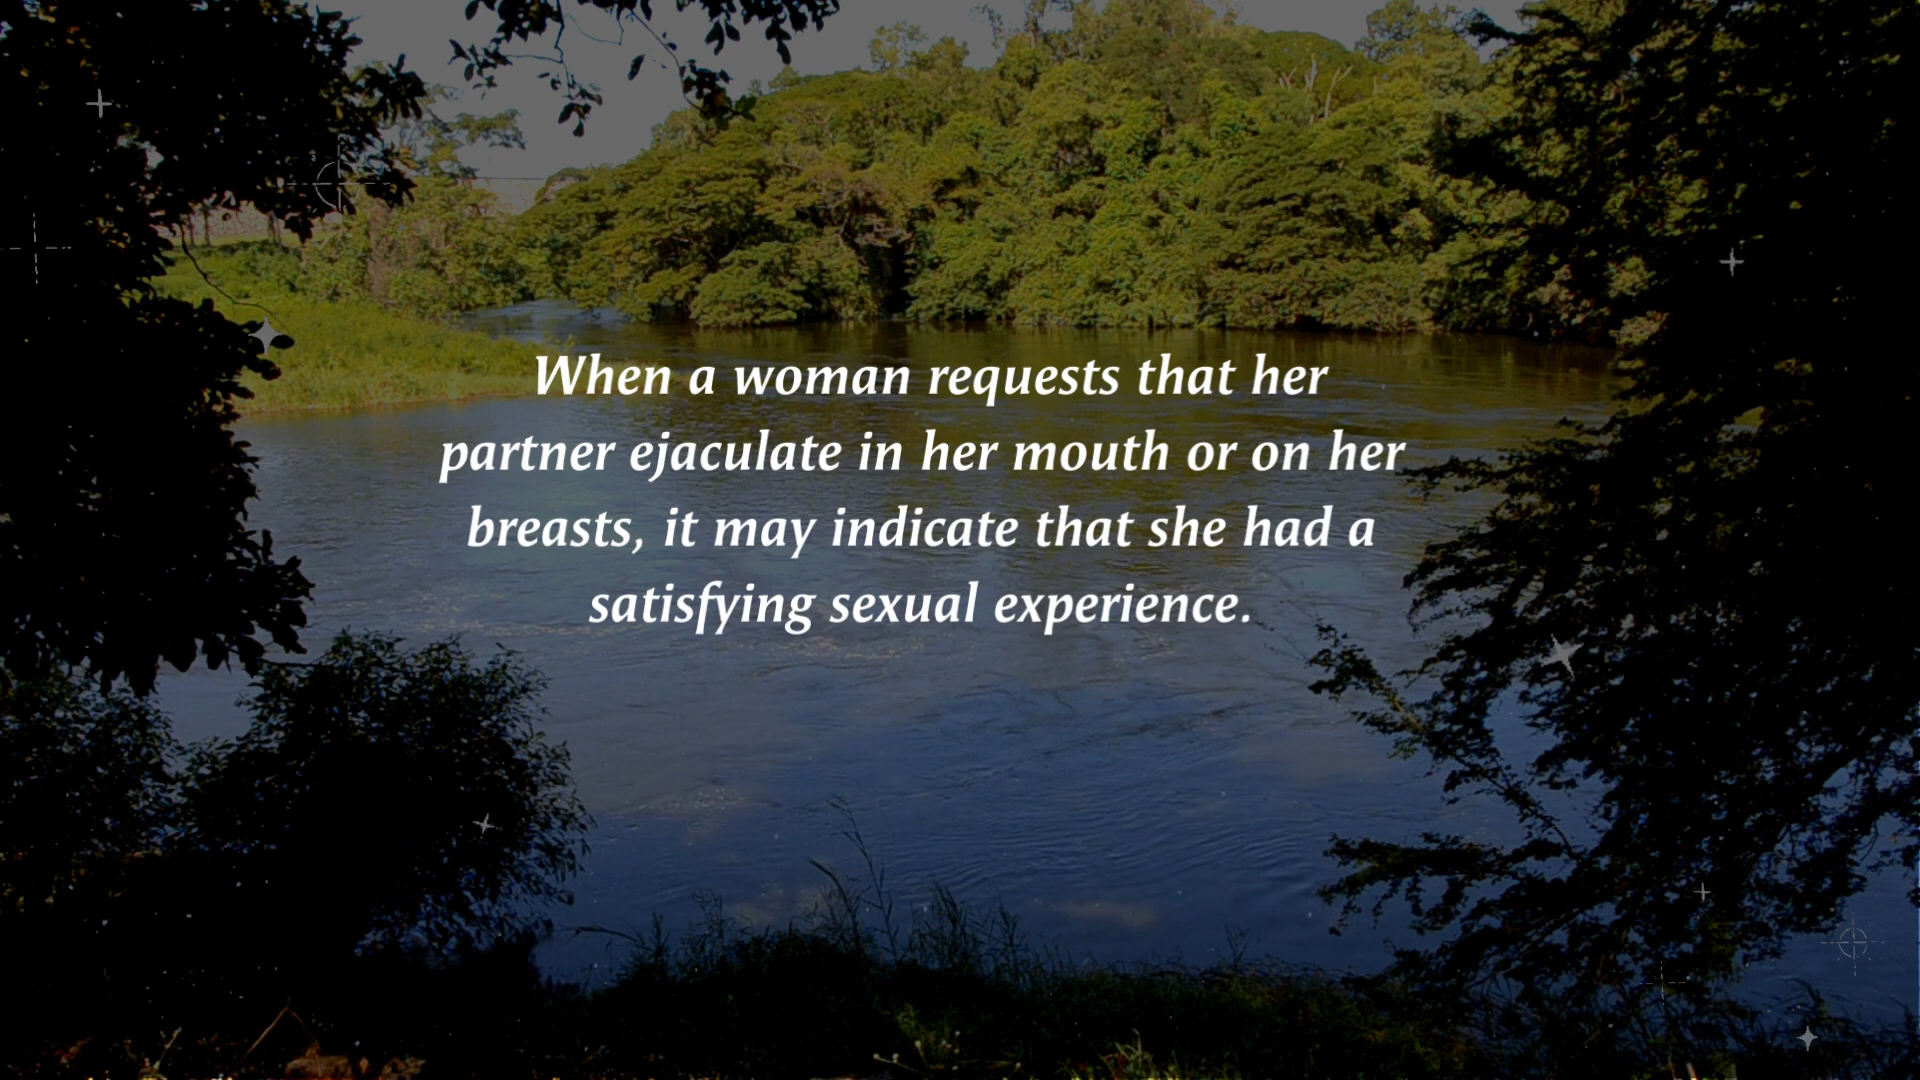 When a woman requests that her
partner ejaculate in her mouth or on her
breasts, it may indicate that she had a
satisfying sexual experience.